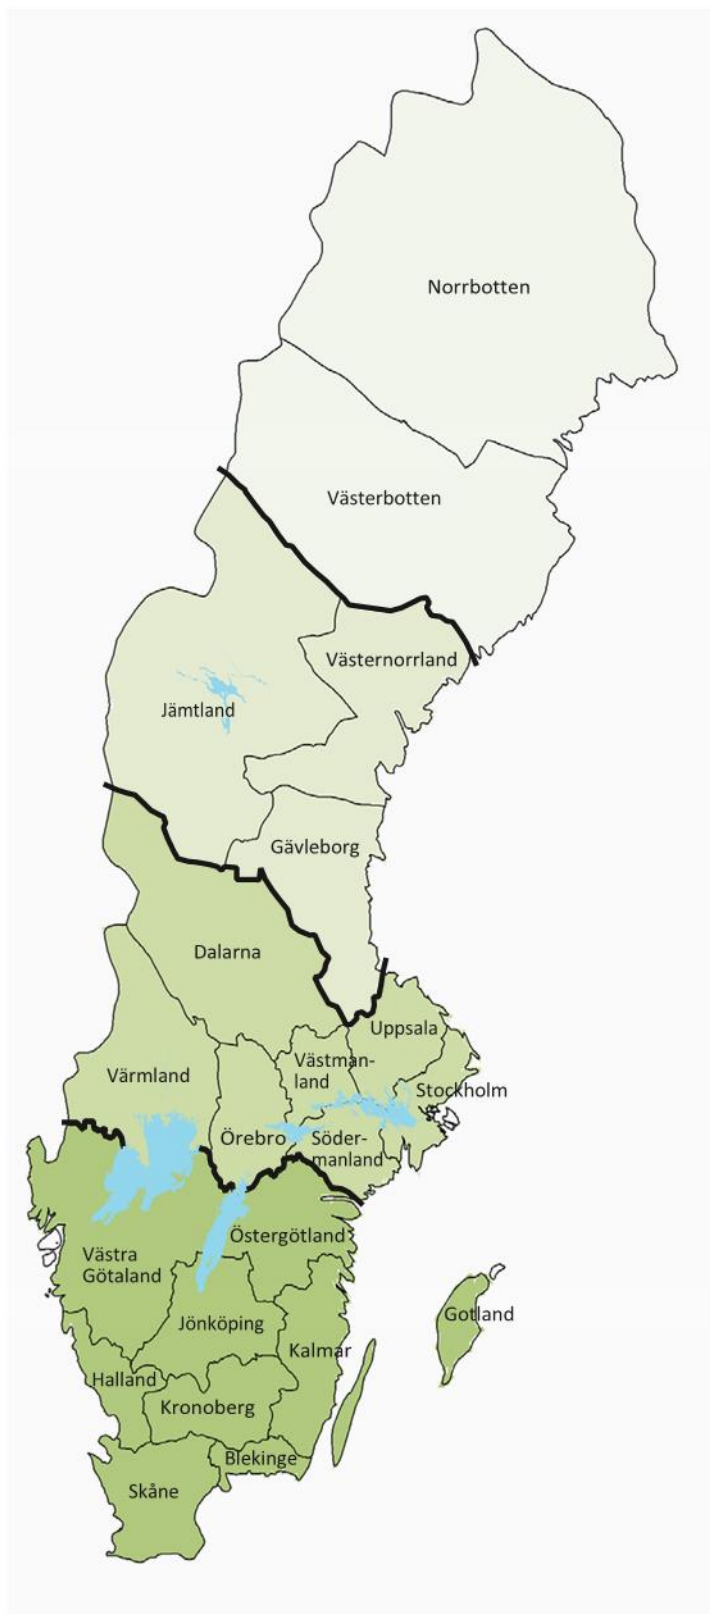 Norrbotten
Västerbotten
Västernorrland
Jämtland
Gävleborg
Dalarna
Uppsala
Västman-
land
Värmland
Stockholm
Örebro
Söder-
manland
Östergötland
Västra
Götaland
Gotland
Jönköping
Kalmar
Halland
Kronoberg
Blekinge
Skåne